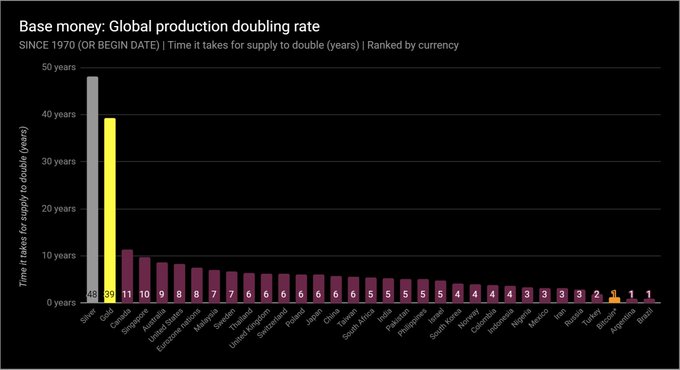 Base money: Global production doubling rate
SINCE 1970 (OR BEGIN DATE) | Time it takes for supply to double (years) | Ranked by currency
Time it takes for supply to double (years)
50 years
40 years
30 years
20 years
10 years
0 years
48 39 11 10 9 8 8 7 7 6 6 6 6 6 6 6 5 5 5 5 5 4 4 4 4 3 3 3 3 2 1 1 1
Silver
Gold
Canada
Singapore
Australia
United States
Eurozone nations
Malaysia
Sweden
Thailand
United Kingdom
Switzerland
Poland
Japan
China
Taiwan
South Africa
India
Pakistan
Philippines
Israel
South Korea
Norway
Colombia
Indonesia
Nigeria
Mexico
Iran
Russia
Turkey
Bitcoin*
Argentina
Brazil